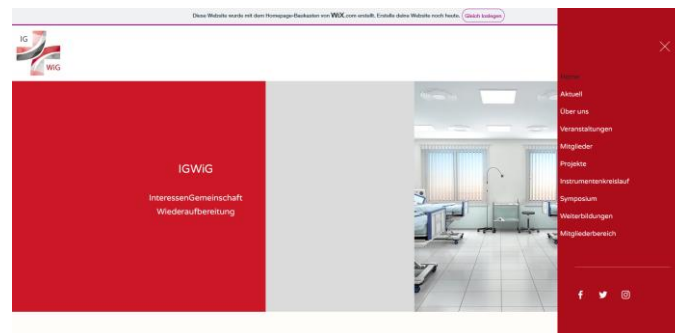 Diese Website wurde mit dem Homepage-Baukasten von WiX.com erstellt. Erstelle deine Website noch heute. Gleich loslegen
IG
WiG
IGWiG
InteressenGemeinschaft
Wiederaufbereitung
Home
Aktuell
Über uns
Veranstaltungen
Mitglieder
Projekte
Instrumentenkreislauf
Symposium
Weiterbildungen
Mitgliederbereich